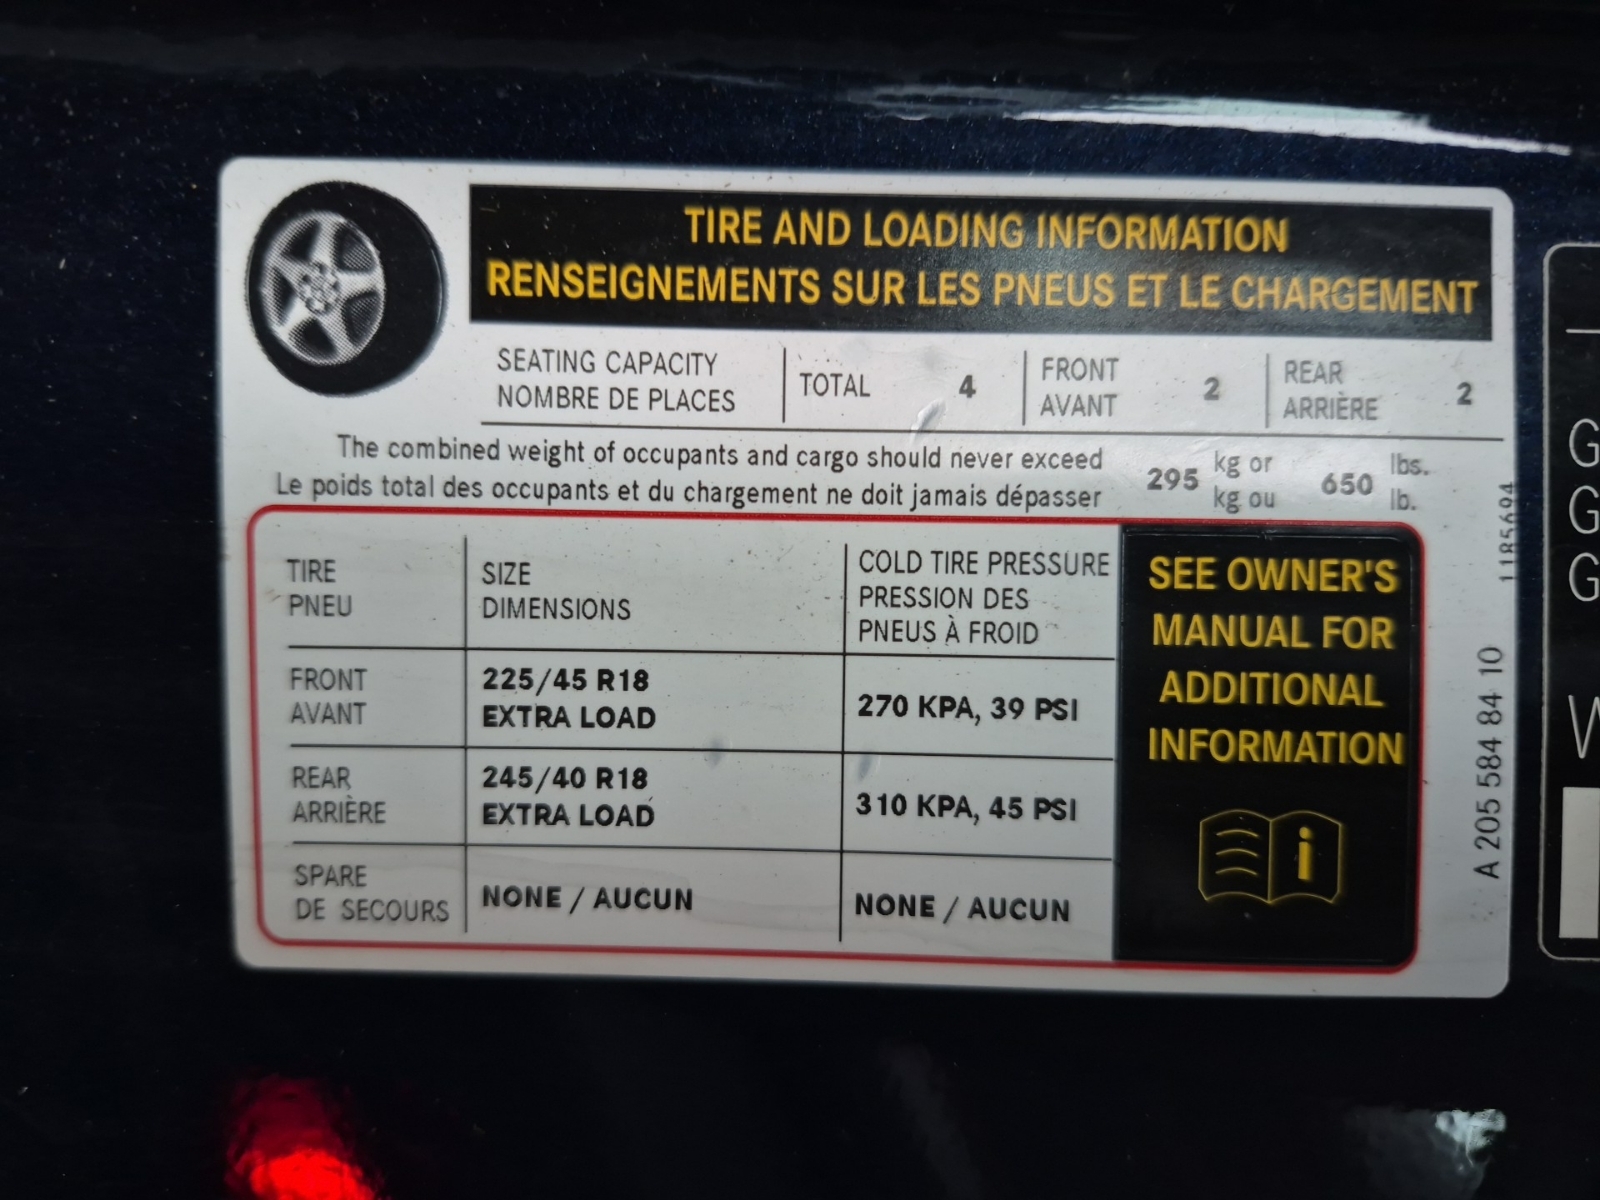 TIRE AND LOADING INFORMATION
RENSEIGNEMENTS SUR LES PNEUS ET LE CHARGEMENT
SEATING CAPACITY
NOMBRE DE PLACES
TOTAL 4
FRONT
AVANT
2
REAR
ARRIÈRE
2
The combined weight of occupants and cargo should never exceed
Le poids total des occupants et du chargement ne doit jamais dépasser
295
kg or
kg ou
650
lbs.
lb.
TIRE
PNEU
SIZE
DIMENSIONS
COLD TIRE PRESSURE
PRESSION DES
PNEUS À FROID
FRONT
AVANT
225/45 R18
EXTRA LOAD
270 KPA, 39 PSI
REAR
ARRIÈRE
245/40 R18
EXTRA LOAD
310 KPA, 45 PSI
SPARE
DE SECOURS
NONE / AUCUN
NONE / AUCUN
SEE OWNER'S
MANUAL FOR
ADDITIONAL
INFORMATION
i
A 205 584 84 10
1185694
G
G
G